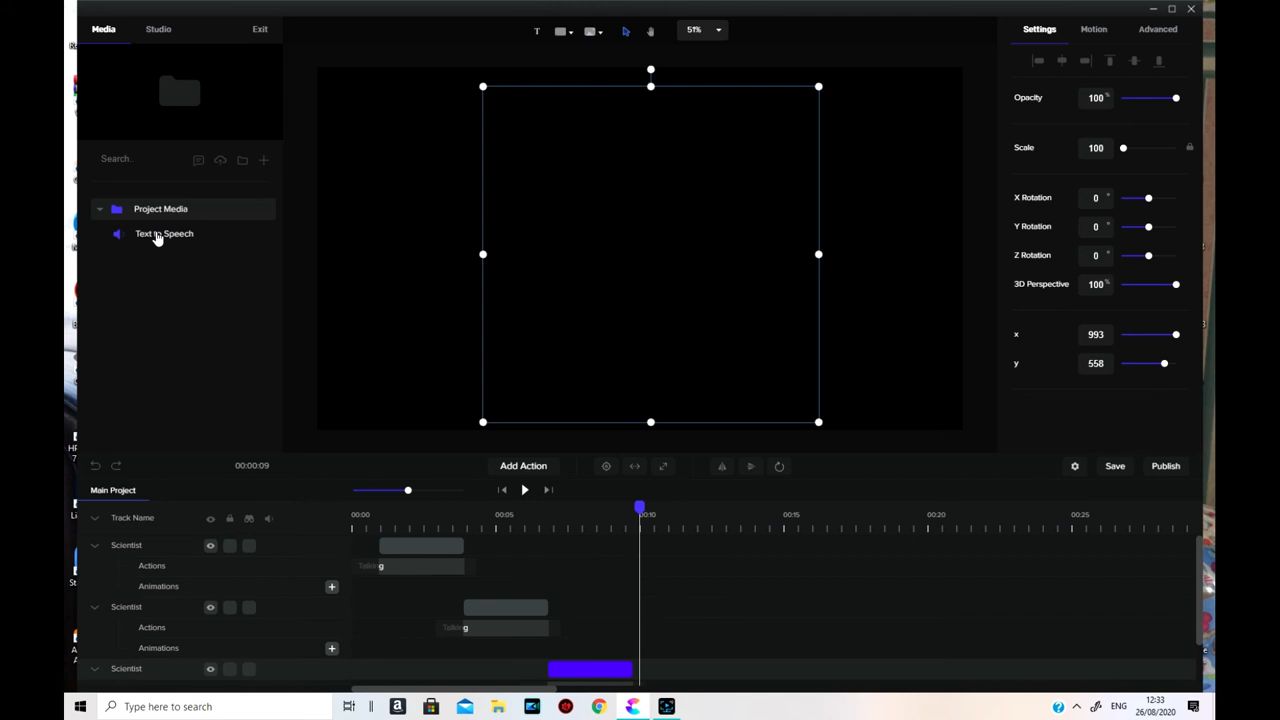 Media Studio Exit
T 51%
Settings Motion Advanced
Opacity 100 %
Search..
Scale 100
Project Media
X Rotation 0 °
Text to Speech
Y Rotation 0 °
Z Rotation 0 °
3D Perspective 100 %
x 993
y 558
00:00:09 Add Action Save Publish
Main Project
Track Name 00:00 00:05 00:10 00:15 00:20 00:25
Scientist
Actions Talking
Animations +
Scientist
Actions Talking
Animations +
Scientist
Type here to search
ENG 12:33
26/08/2020